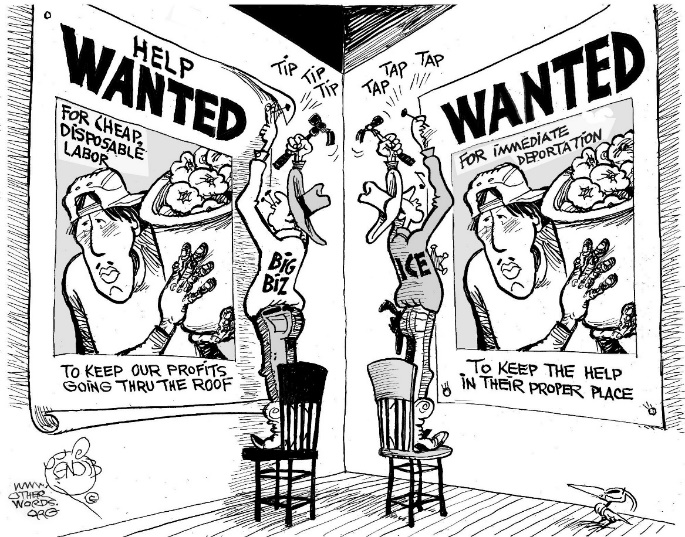 HELP
WANTED
FOR CHEAP,
DISPOSABLE
LABOR
TO KEEP OUR PROFITS
GOING THRU THE ROOF
TIP
TIP
TIP
BIG
BIZ
TAP
TAP
TAP
ICE
WANTED
FOR IMMEDIATE
DEPORTATION
TO KEEP THE HELP
IN THEIR PROPER PLACE
WWW.
OTHER
WORDS.
ORG
©